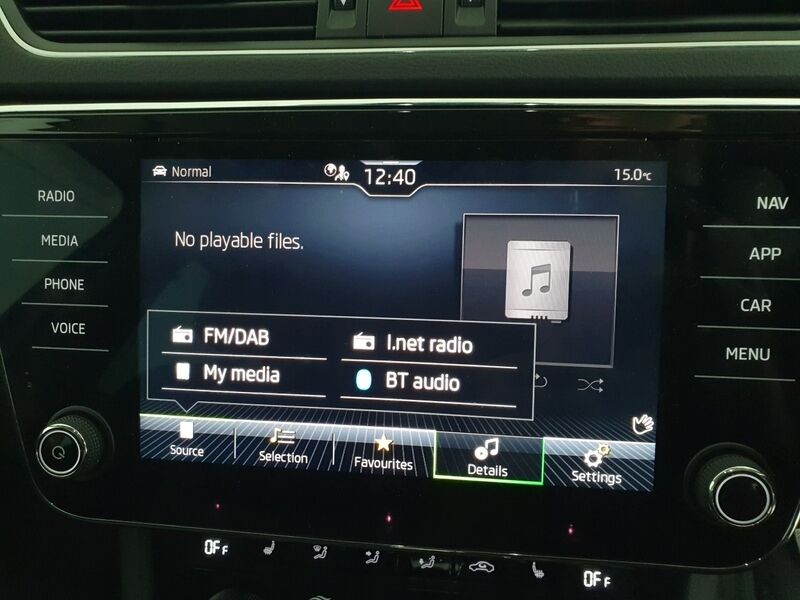 Normal
12:40
15.0°C
RADIO
MEDIA
PHONE
VOICE
NAV
APP
CAR
MENU
No playable files.
FM/DAB
I.net radio
My media
BT audio
Source
Selection
Favourites
Details
Settings
OFF
OFF